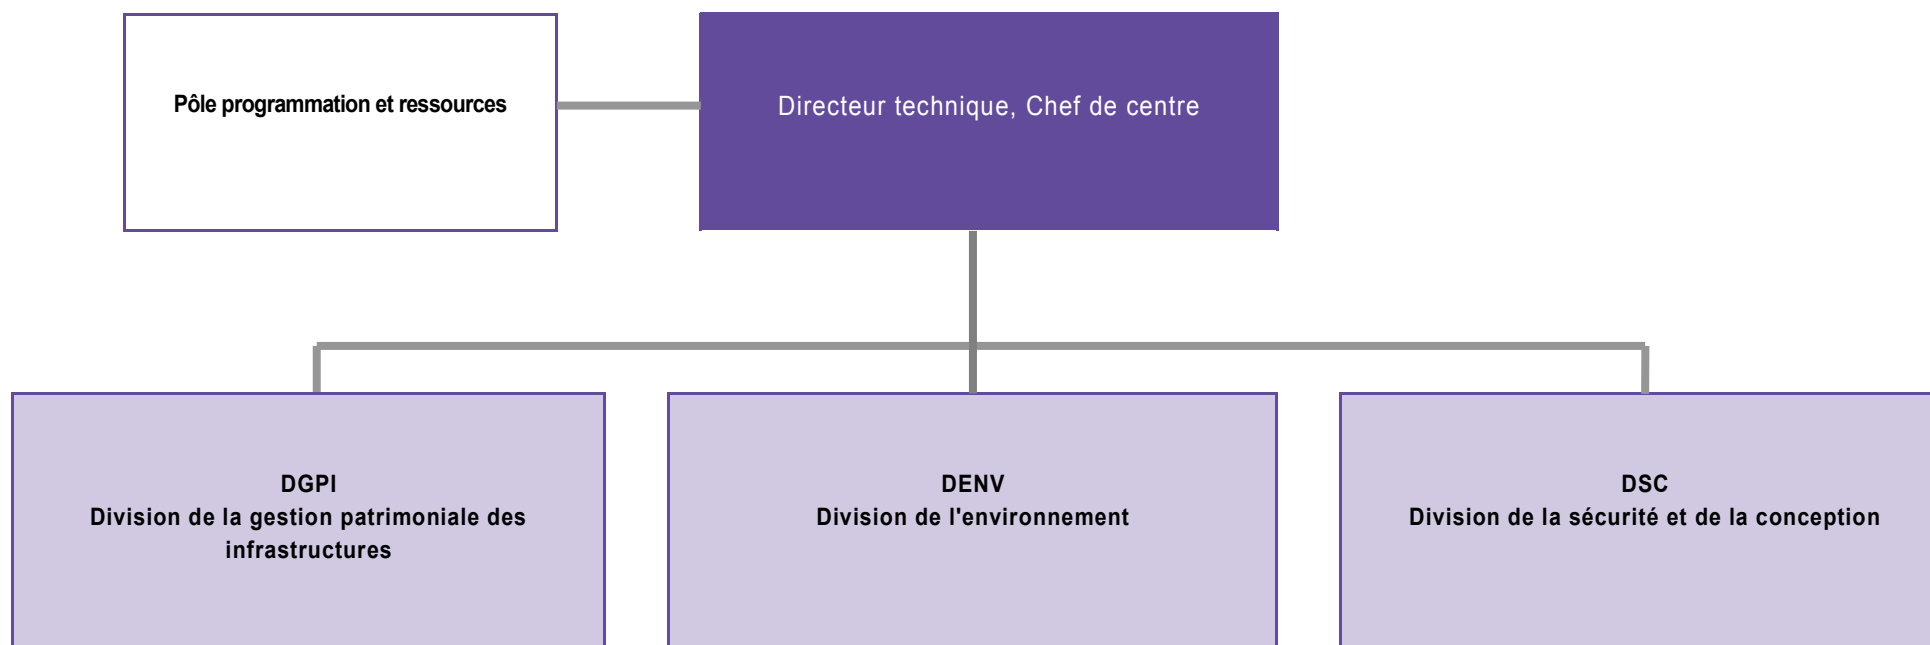 Pôle programmation et ressources
Directeur technique, Chef de centre
DGPI
Division de la gestion patrimoniale des
infrastructures
DENV
Division de l'environnement
DSC
Division de la sécurité et de la conception